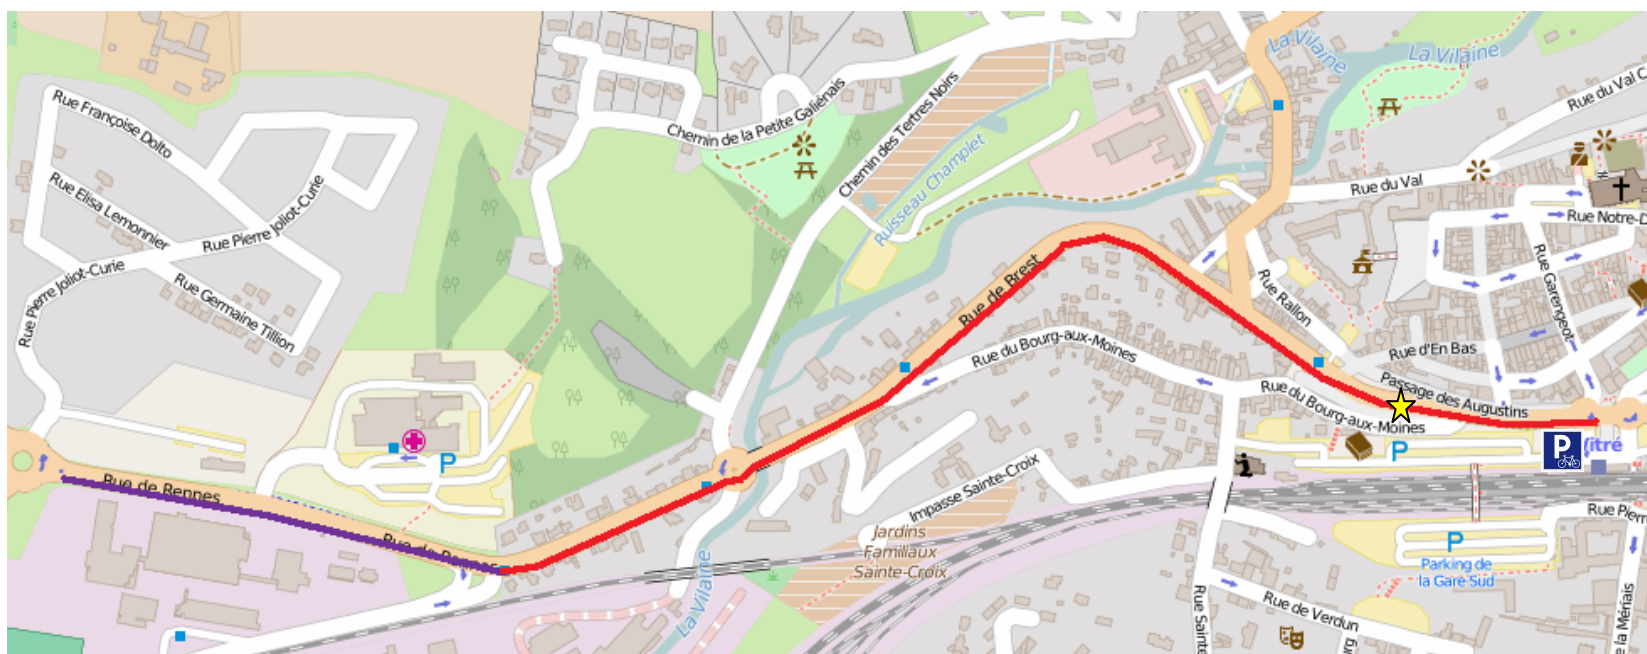 La Vilaine
La Vilaine
Rue du Val C
Rue Françoise Dolto
Chemin de la Petite Galiénais
Chemin des Tertres Noirs
Ruisseau Champlet
Rue du Val
Rue Elisa Lemonnier
Rue Pierre Joliot-Curie
Rue Notre-D
Rue Pierre Joliot-Curie
Rue Germaine Tillion
Rue de Brest
Rue Rallon
Rue Garengeot
Rue du Bourg-aux-Moines
Rue d'En Bas
Passage des Augustins
Rue du Bourg-aux-Moines
P
P
itré
P
Rue de Rennes
Impasse Sainte-Croix
Rue de Rennes
Jardins
Familiaux
Sainte-Croix
Rue Pierr
P
Parking de
la Gare Sud
La Vilaine
Rue Sainte
Rue de Verdun
e la Mériais